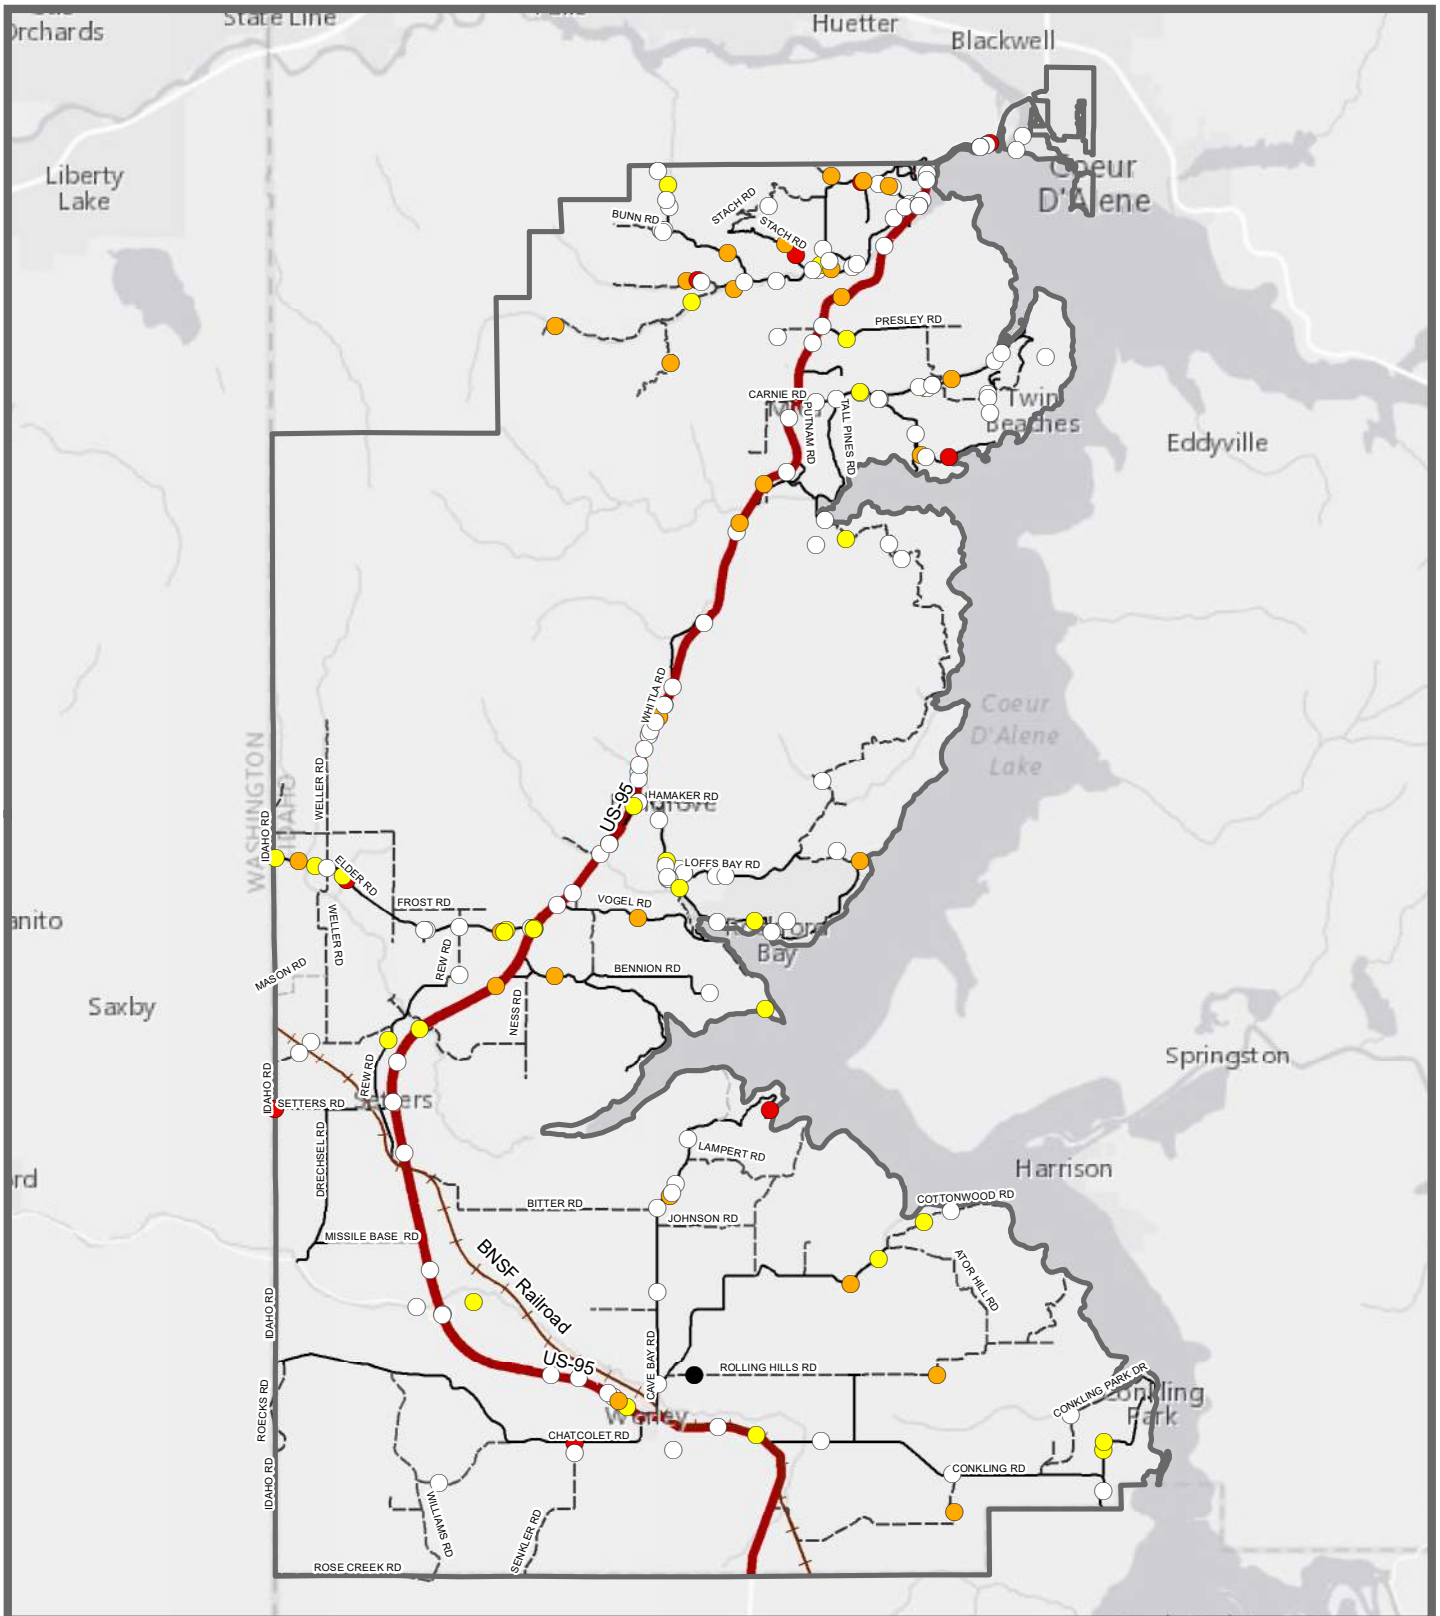 Orchards
State Line
Huetter
Blackwell
Liberty
Lake
Coeur
D'Alene
BUNN RD
STACH RD
STACH RD
PRESLEY RD
CARNIE RD
PUTNAM RD
TALL PINES RD
Twin
Beaches
Eddyville
WHITLA RD
Coeur
D'Alene
Lake
WASHINGTON
IDAHO
WELLER RD
IDAHO RD
US-95
HAMAKER RD
ELDER RD
LOFFS BAY RD
FROST RD
VOGEL RD
WELLER RD
REW RD
Bay
MASON RD
BENNION RD
NESS RD
Saxby
Springston
REW RD
IDAHO RD
SETTERS RD
Setters
DRECHSEL RD
LAMPERT RD
Harrison
BITTER RD
JOHNSON RD
COTTONWOOD RD
MISSILE BASE RD
BNSF Railroad
ATOR HILL RD
IDAHO RD
US-95
CAVE BAY RD
ROLLING HILLS RD
CONKLING PARK DR
Conkling
Park
ROECKS RD
Worley
CHATCOLET RD
CONKLING RD
IDAHO RD
WILLIAMS RD
SENKLER RD
ROSE CREEK RD